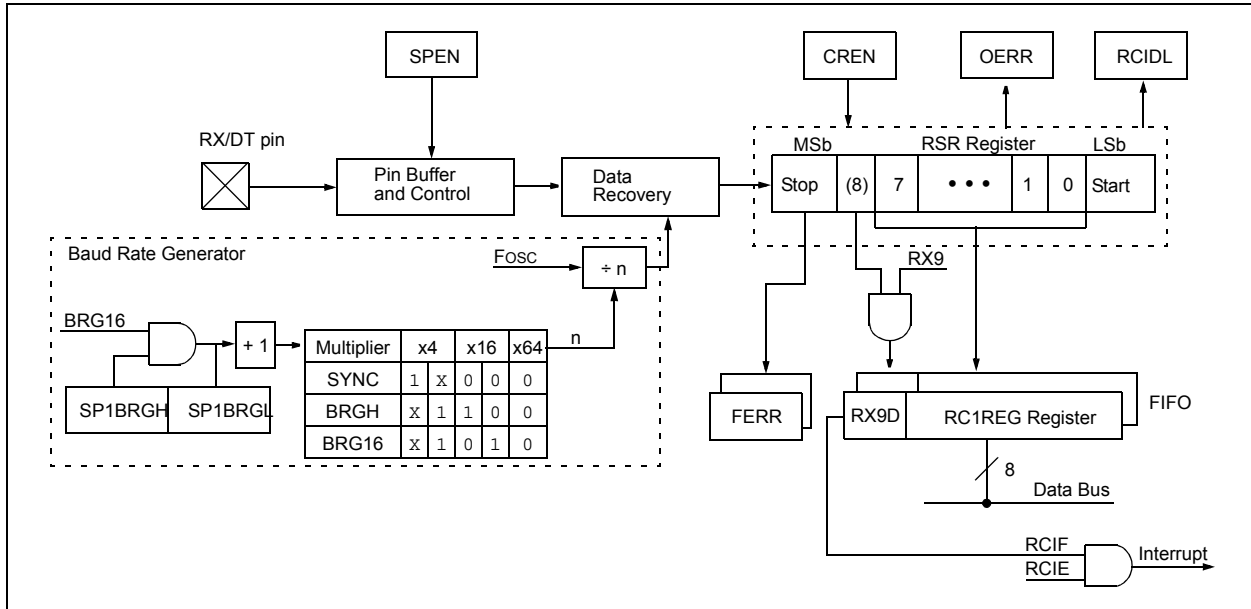 SPEN
CREN
OERR
RCIDL
RX/DT pin
Pin Buffer
and Control
Data
Recovery
MSb
RSR Register
LSb
Stop (8) 7 • • • 1 0 Start
Baud Rate Generator
FOSC
÷ n
RX9
BRG16
+ 1
n
Multiplier x4 x16 x64
SYNC 1 X 0 0 0
BRGH X 1 1 0 0
BRG16 X 1 0 1 0
SP1BRGH SP1BRGL
FERR
RX9D
RC1REG Register
FIFO
8
Data Bus
RCIF
RCIE
Interrupt